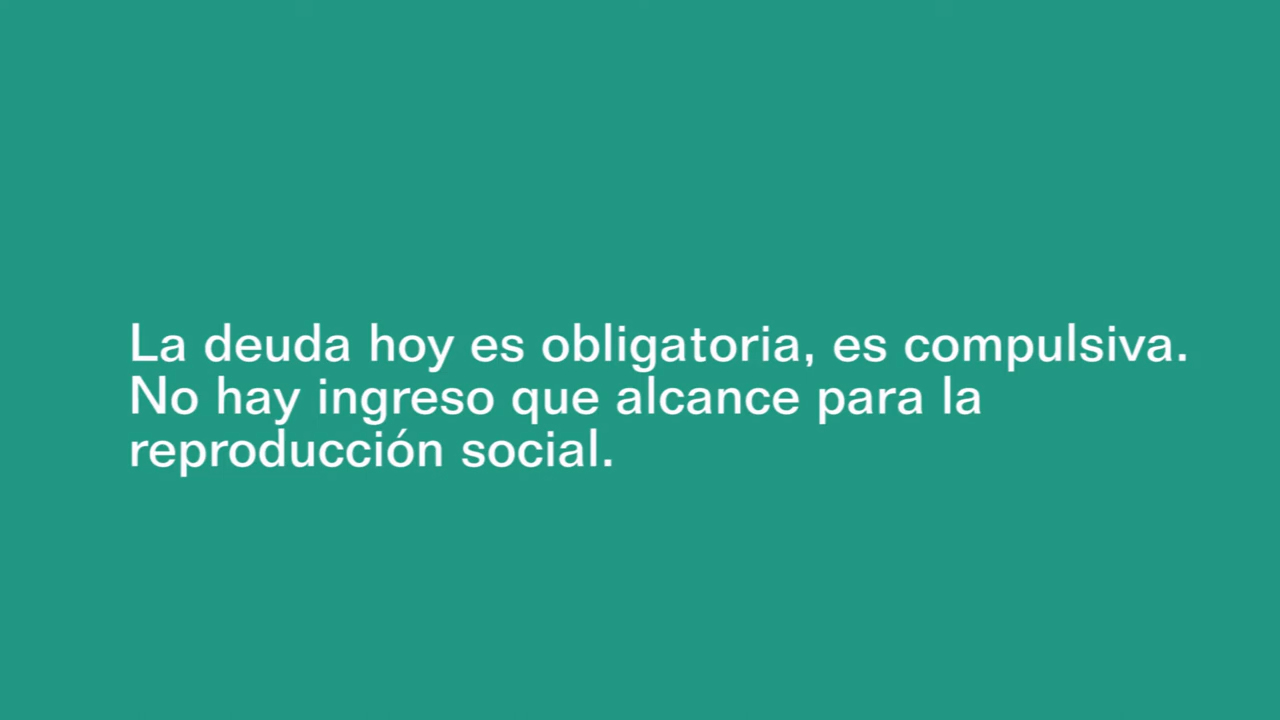 La deuda hoy es obligatoria, es compulsiva.
No hay ingreso que alcance para la
reproducción social.